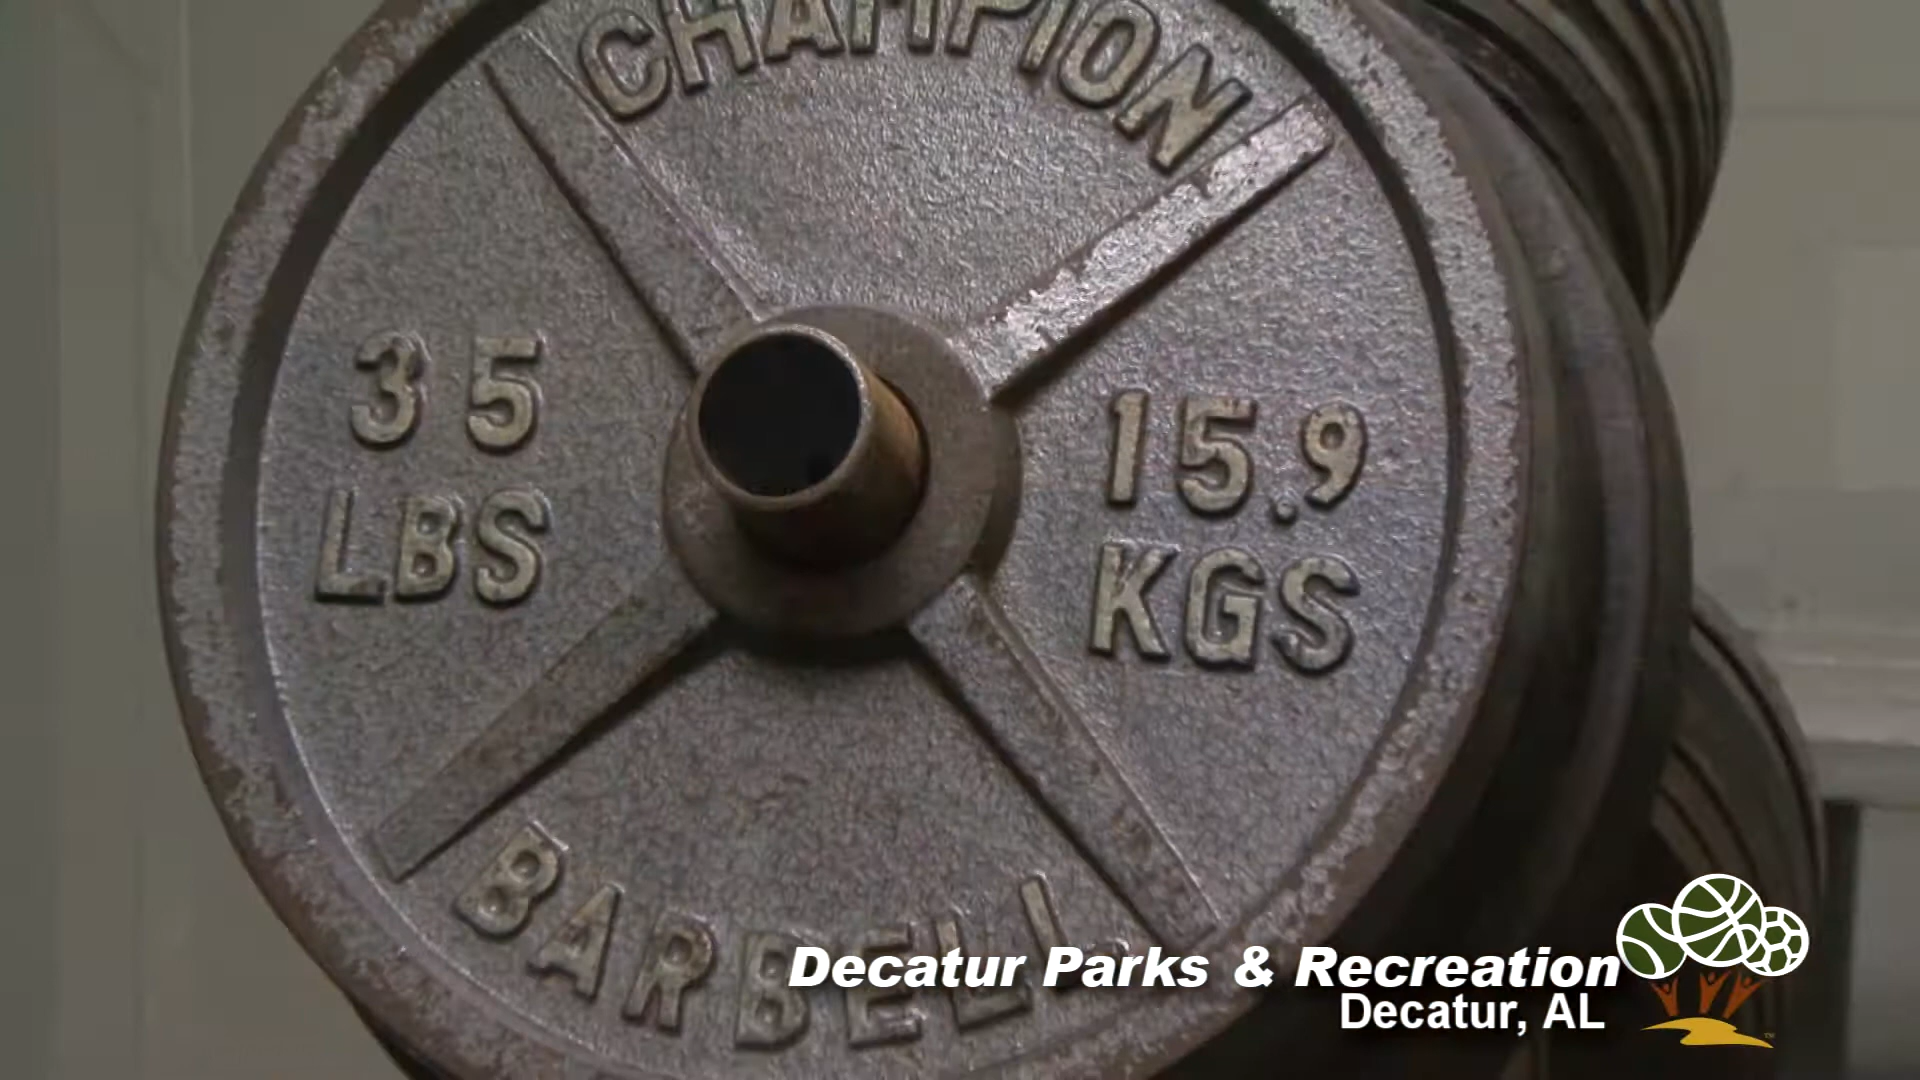 CHAMPION
35
LBS
15.9
KGS
BARBELL
Decatur Parks & Recreation
Decatur, AL